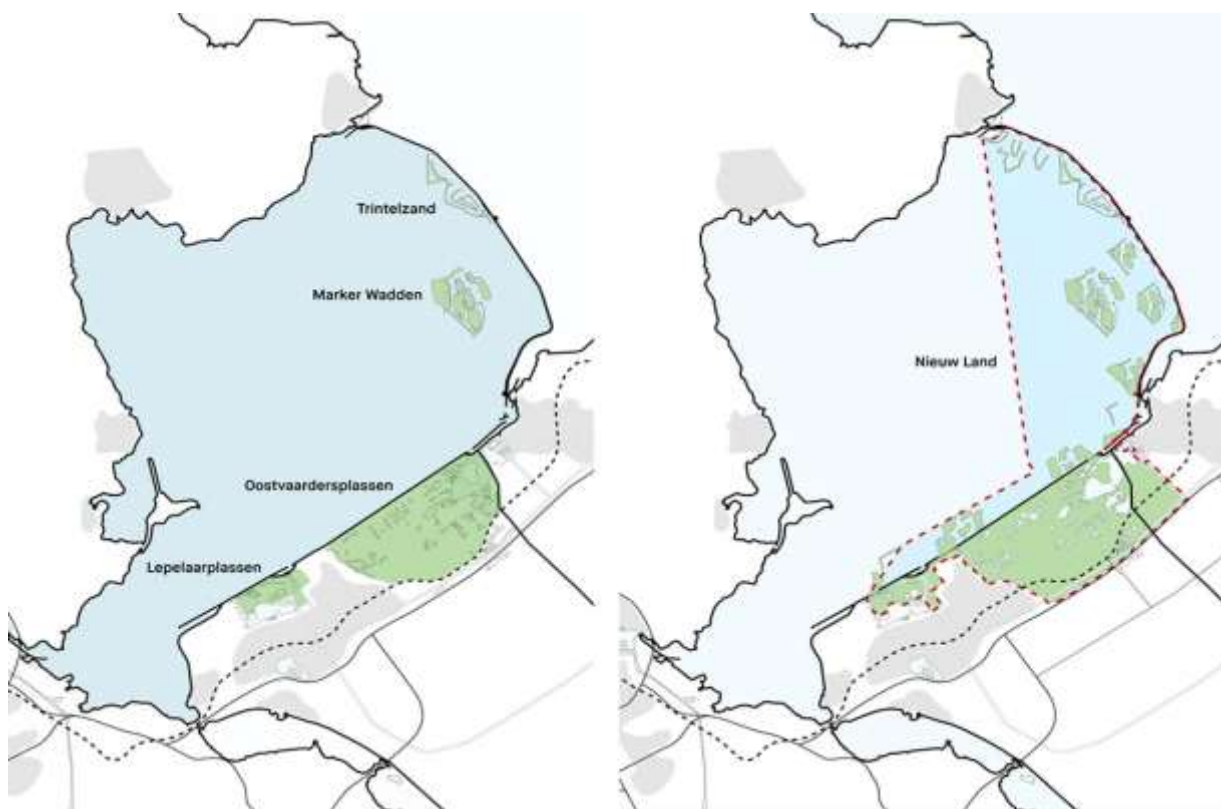 Trintelzand
Marker Wadden
Oostvaardersplassen
Lepelaarplassen
Nieuw Land